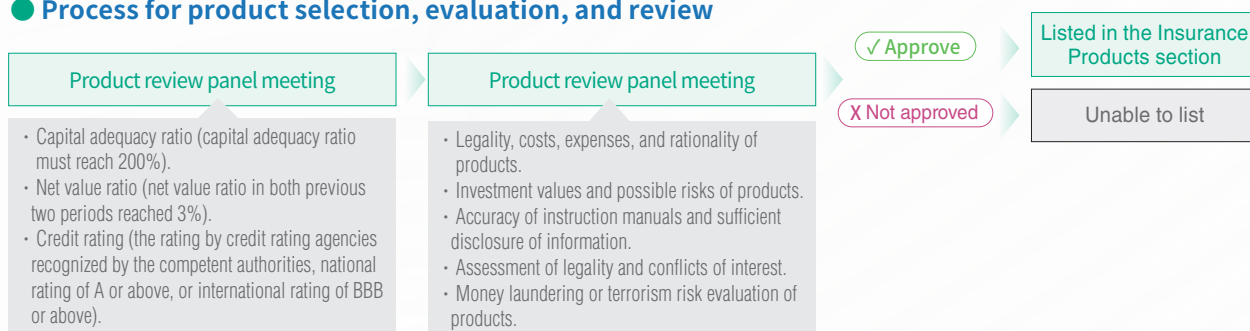 ● Process for product selection, evaluation, and review
Product review panel meeting
・Capital adequacy ratio (capital adequacy ratio
must reach 200%).
・Net value ratio (net value ratio in both previous
two periods reached 3%).
・Credit rating (the rating by credit rating agencies
recognized by the competent authorities, national
rating of A or above, or international rating of BBB
or above).
Product review panel meeting
・Legality, costs, expenses, and rationality of
products.
・Investment values and possible risks of products.
・Accuracy of instruction manuals and sufficient
disclosure of information.
・Assessment of legality and conflicts of interest.
・Money laundering or terrorism risk evaluation of
products.
✓ Approve
Listed in the Insurance
Products section
X Not approved
Unable to list